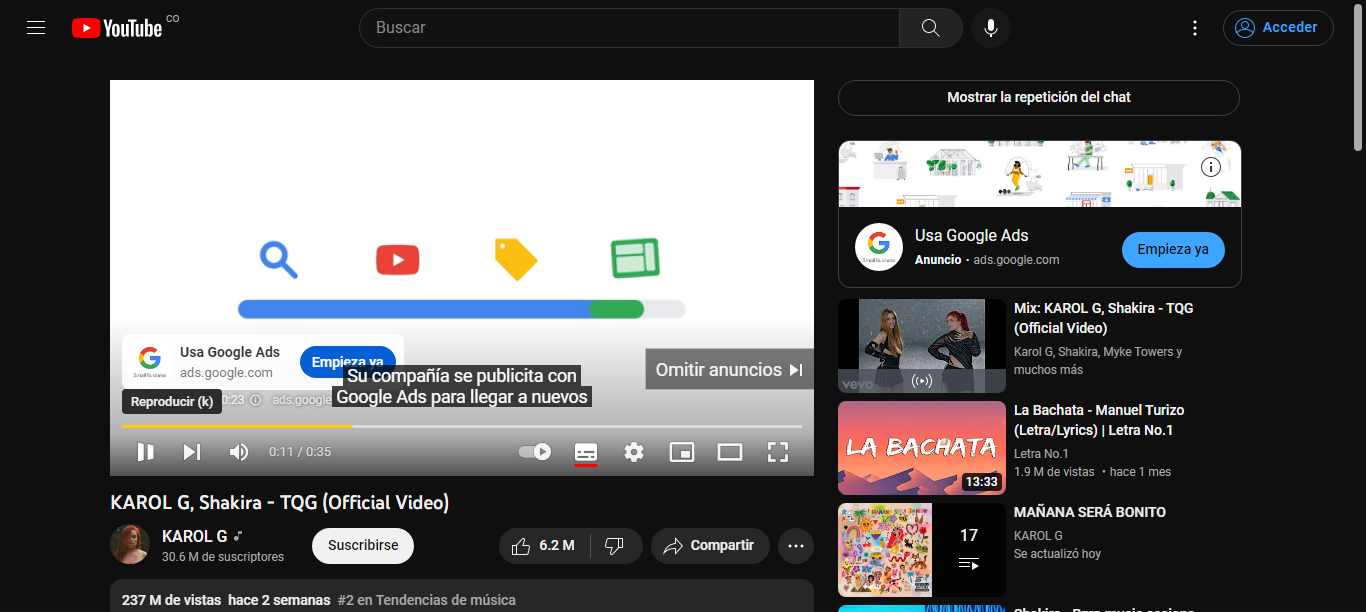 YouTube CO
Buscar
Acceder
Usa Google Ads
ads.google.com
Empieza ya
Omitir anuncios
Su compañía se publicita con
Google Ads para llegar a nuevos
Reproducir (k)
0:23
ads.google
0:11 / 0:35
KAROL G, Shakira - TQG (Official Video)
KAROL G
30.6 M de suscriptores
Suscribirse
6.2 M
Compartir
237 M de vistas hace 2 semanas #2 en Tendencias de música
Mostrar la repetición del chat
Usa Google Ads
Anuncio · ads.google.com
Empieza ya
vevo
Mix: KAROL G, Shakira - TQG
(Official Video)
Karol G, Shakira, Myke Towers y
muchos más
LA BACHATA
13:33
La Bachata - Manuel Turizo
(Letra/Lyrics) | Letra No.1
Letra No.1
1.9 M de vistas • hace 1 mes
17
MAÑANA SERÁ BONITO
KAROL G
Se actualizó hoy